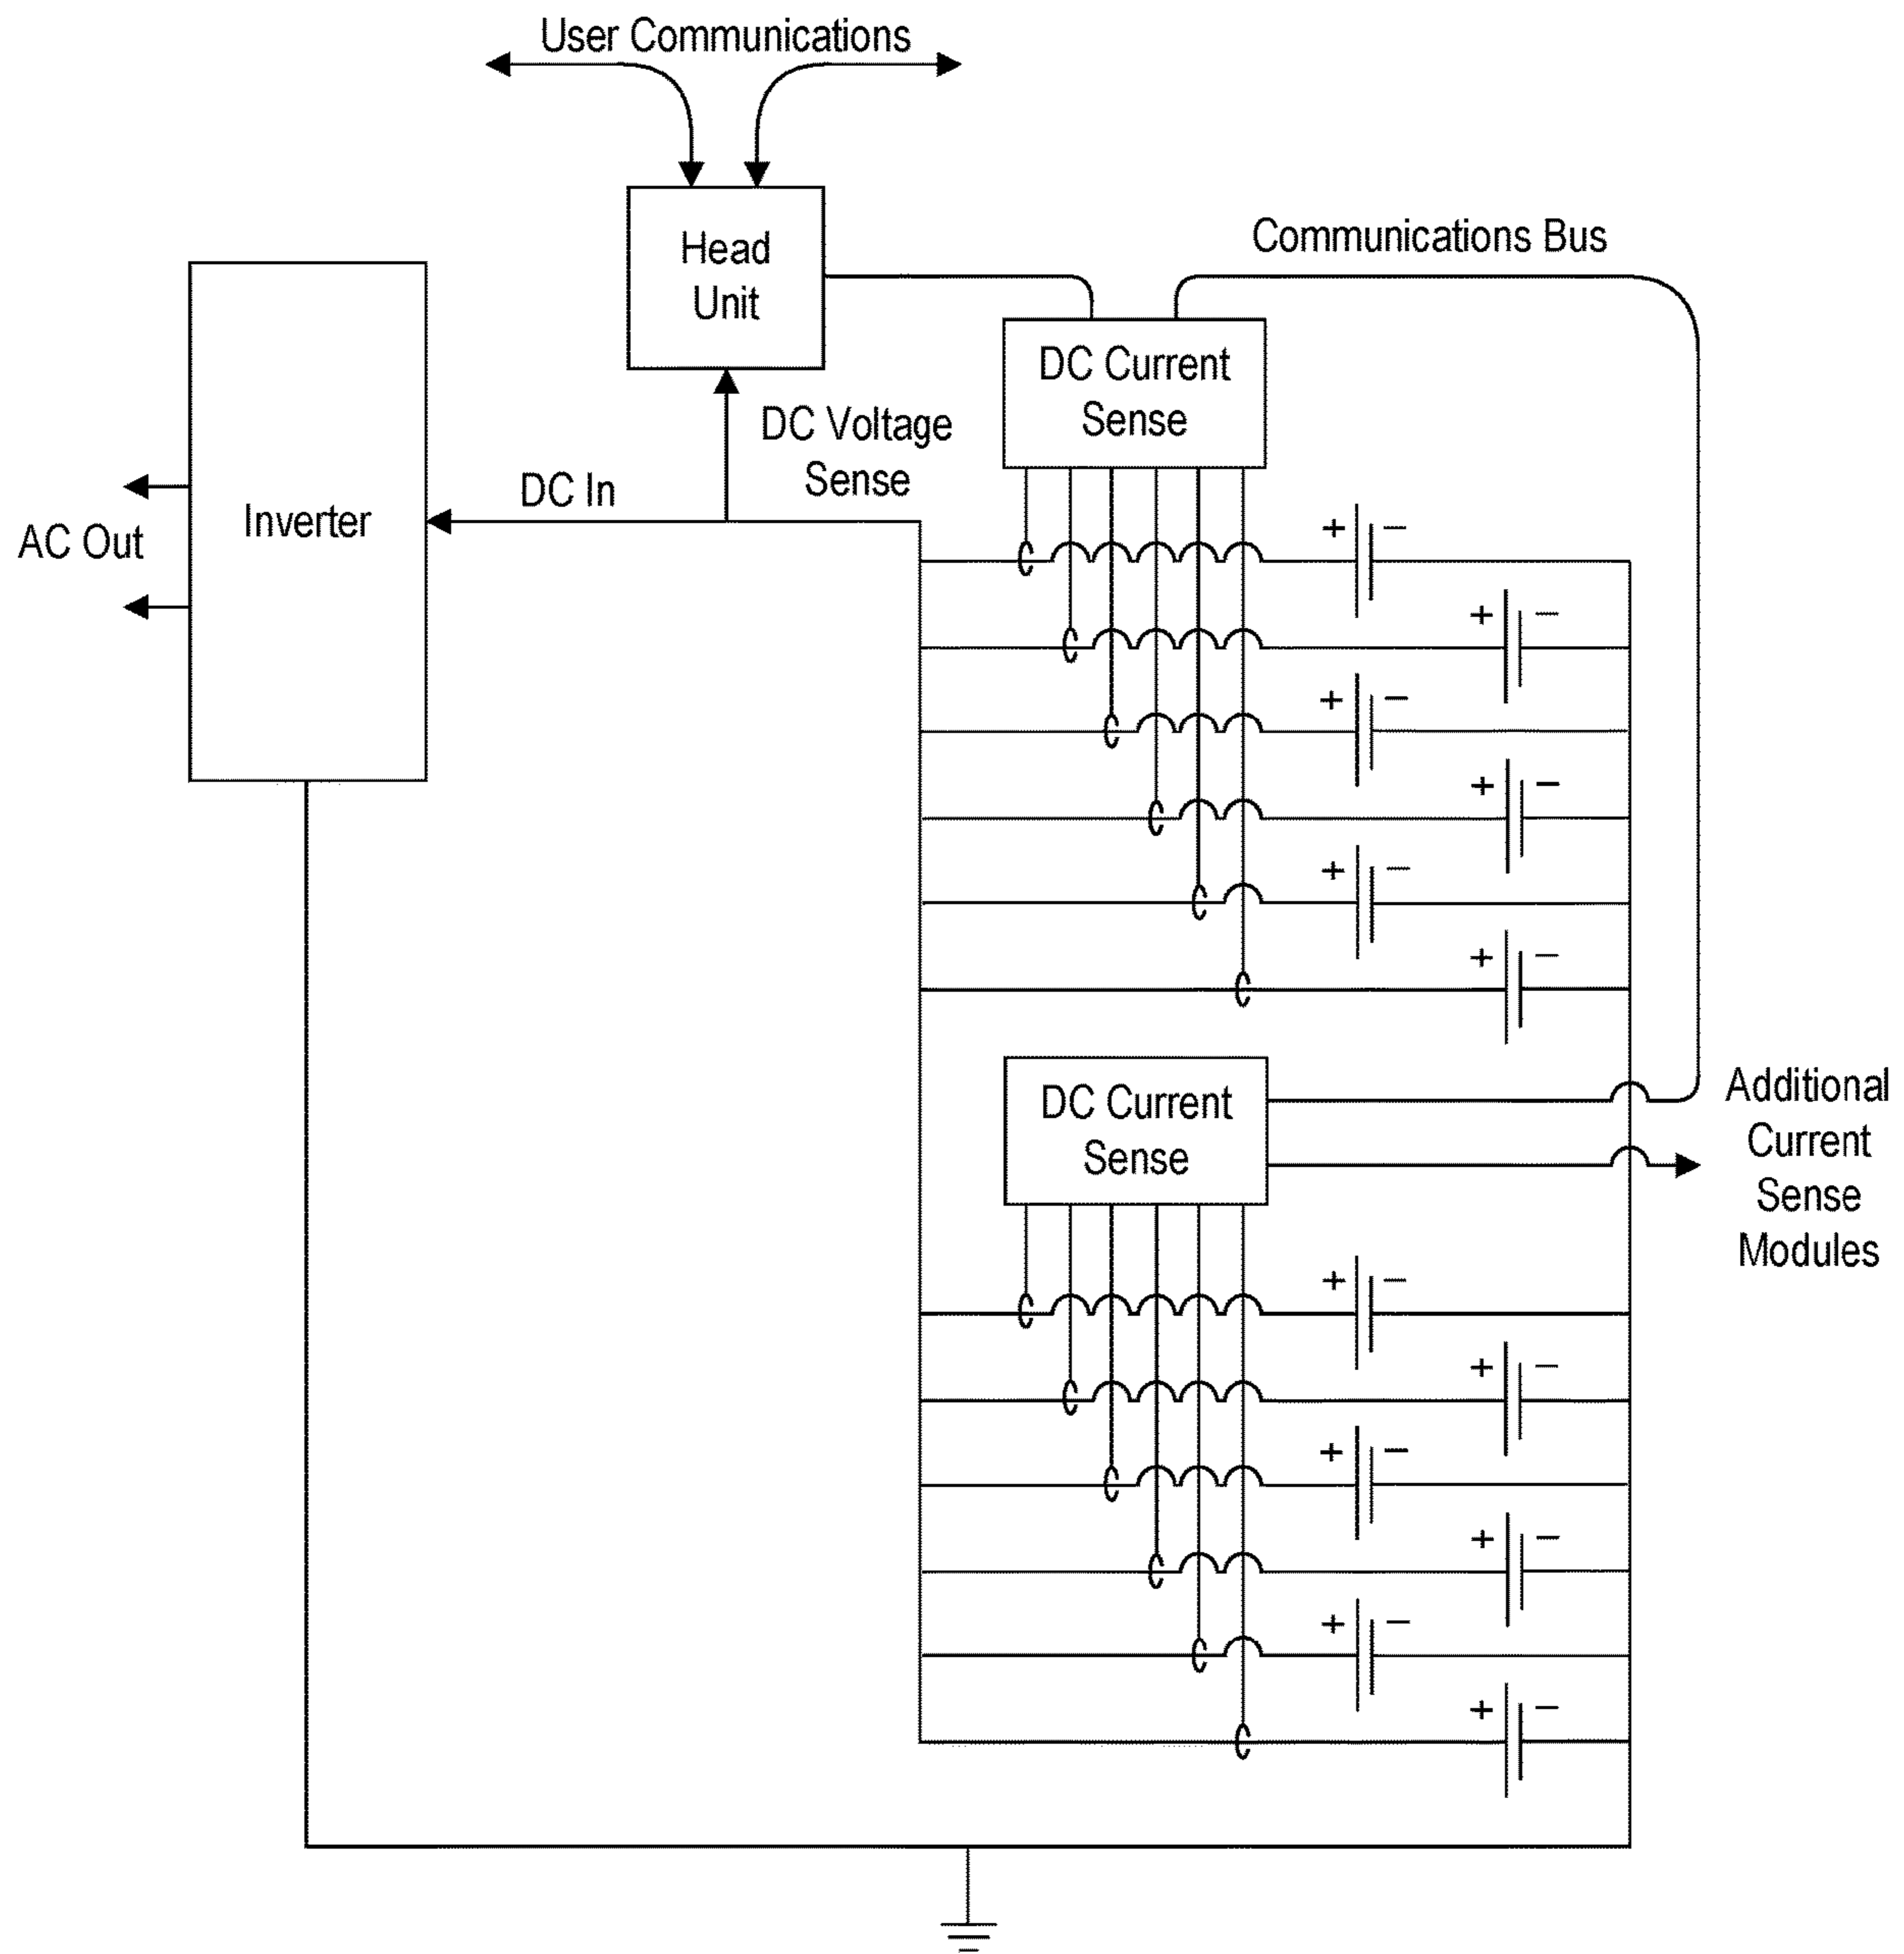 User Communications
Head
Unit
Communications Bus
DC Current
Sense
DC Voltage
Sense
DC In
Inverter
AC Out
+ −
+ −
+ −
+ −
+ −
+ −
DC Current
Sense
Additional
Current
Sense
Modules
+ −
+ −
+ −
+ −
+ −
+ −